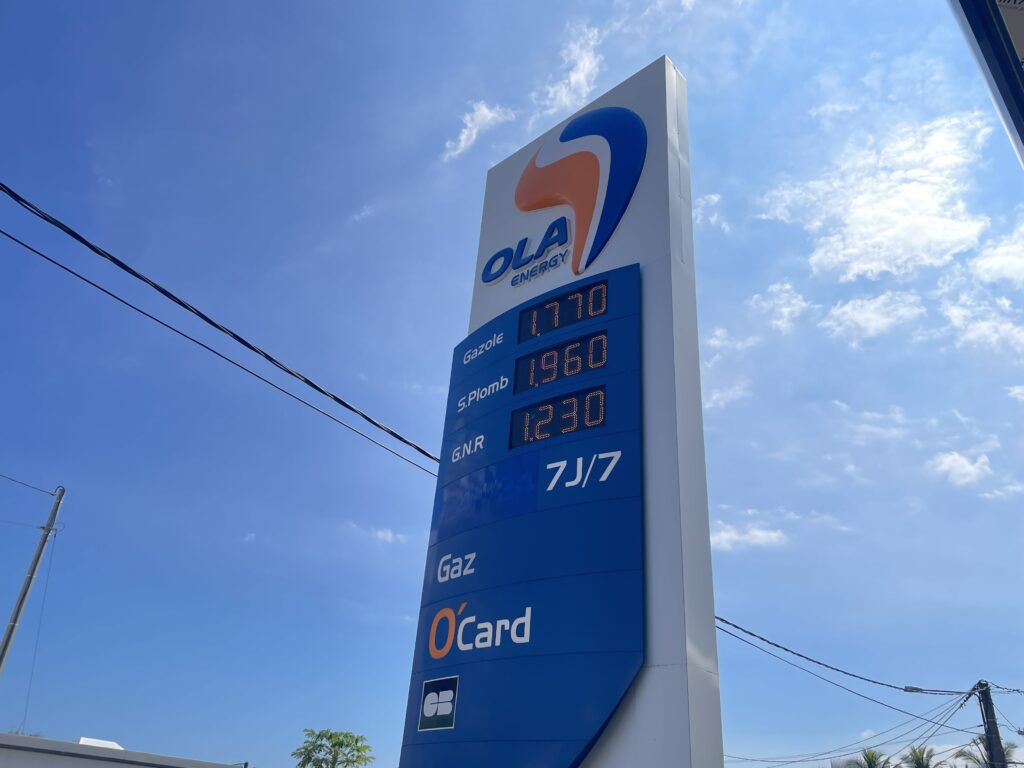 OLA
ENERGY
Gazole 1.770
S.Plomb 1.960
G.N.R 1.230
7J/7
Gaz
O'Card
CB